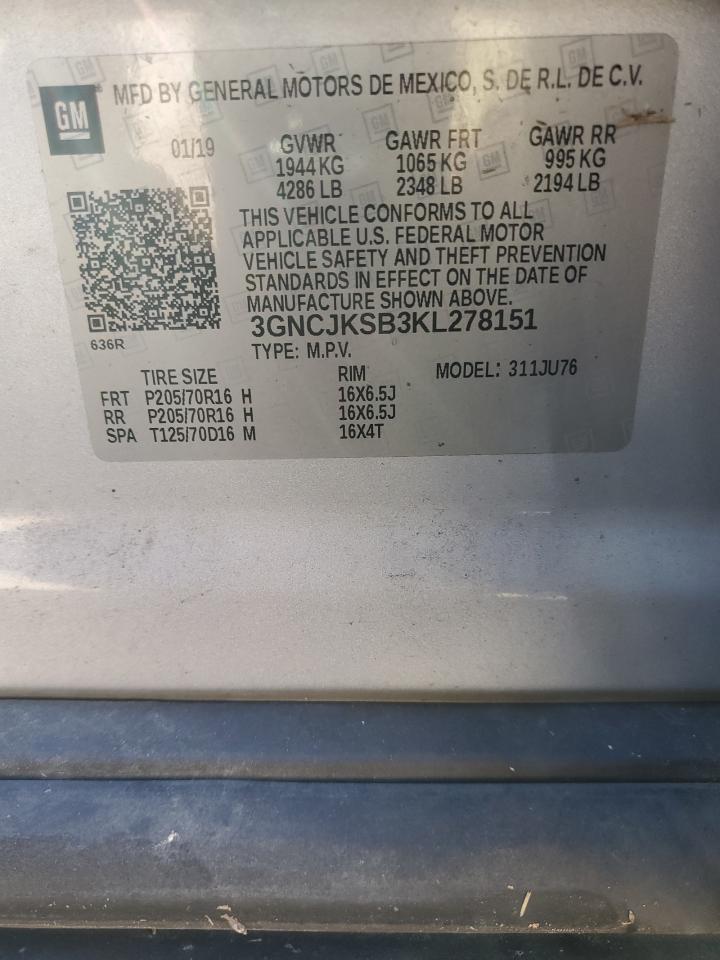 GM
MFD BY GENERAL MOTORS DE MEXICO, S. DE R.L. DE C.V.
01/19 GVWR GAWR FRT GAWR RR
1944 KG 1065 KG 995 KG
4286 LB 2348 LB 2194 LB
THIS VEHICLE CONFORMS TO ALL
APPLICABLE U.S. FEDERAL MOTOR
VEHICLE SAFETY AND THEFT PREVENTION
STANDARDS IN EFFECT ON THE DATE OF
MANUFACTURE SHOWN ABOVE.
3GNCJKSB3KL278151
636R
TYPE: M.P.V. MODEL: 311JU76
TIRE SIZE RIM
FRT P205/70R16 H 16X6.5J
RR P205/70R16 H 16X6.5J
SPA T125/70D16 M 16X4T